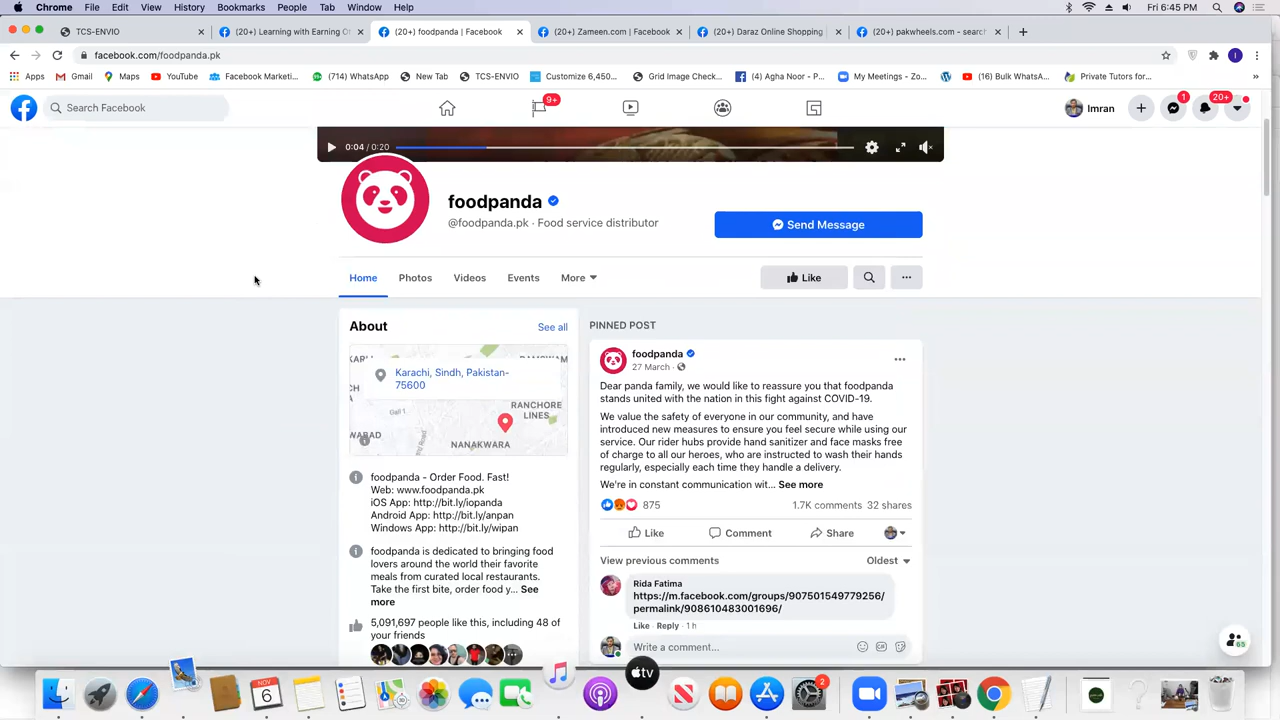 Chrome File Edit View History Bookmarks People Tab Window Help
Fri 6:45 PM
TCS-ENVIO
(20+) Learning with Earning O
(20+) foodpanda | Facebook
(20+) Zameen.com | Facebook
(20+) Daraz Online Shopping
(20+) pakwheels.com - search
facebook.com/foodpanda.pk
Apps Gmail Maps YouTube Facebook Marketi... (714) WhatsApp New Tab TCS-ENVIO Customize 6,450... Grid Image Check... (4) Agha Noor - P... My Meetings - Zo... (16) Bulk WhatsA... Private Tutors for...
Search Facebook
9+
Imran
1
20+
0:04 / 0:20
foodpanda
@foodpanda.pk · Food service distributor
Send Message
Home Photos Videos Events More
Like
About
See all
Karachi, Sindh, Pakistan-
75600
RANCHORE
LINES
Gali 1
NANAKWARA
foodpanda - Order Food. Fast!
Web: www.foodpanda.pk
iOS App: http://bit.ly/iopanda
Android App: http://bit.ly/anpan
Windows App: http://bit.ly/wipan
foodpanda is dedicated to bringing food
lovers around the world their favorite
meals from curated local restaurants.
Take the first bite, order food y... See
more
5,091,697 people like this, including 48 of
your friends
PINNED POST
foodpanda
27 March ·
Dear panda family, we would like to reassure you that foodpanda
stands united with the nation in this fight against COVID-19.
We value the safety of everyone in our community, and have
introduced new measures to ensure you feel secure while using our
service. Our rider hubs provide hand sanitizer and face masks free
of charge to all our heroes, who are instructed to wash their hands
regularly, especially each time they handle a delivery.
We're in constant communication wit... See more
875
1.7K comments 32 shares
Like Comment Share
View previous comments
Oldest
Rida Fatima
https://m.facebook.com/groups/907501549779256/
permalink/908610483001696/
Like · Reply · 1 h
Write a comment...
GIF
65
NOV
6
tv
2